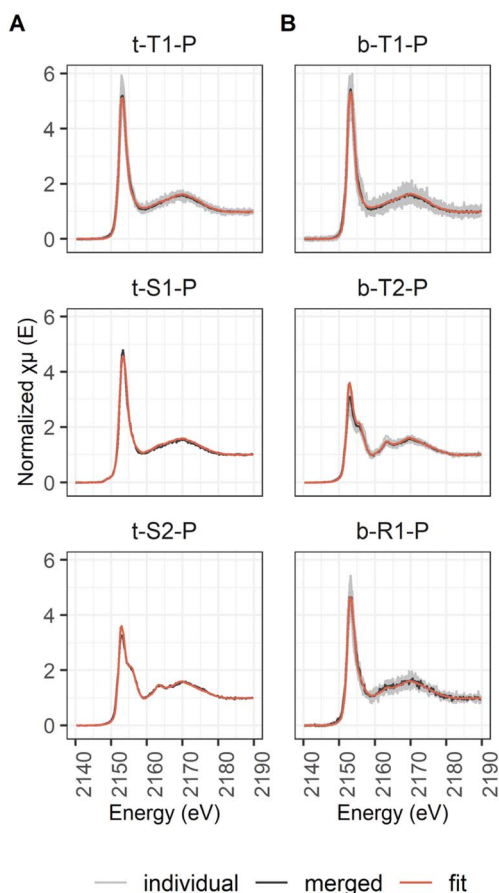 A
B
t-T1-P
b-T1-P
6
4
2
0
t-S1-P
b-T2-P
Normalized χμ (E)
6
4
2
0
t-S2-P
b-R1-P
6
4
2
0
2140
2150
2160
2170
2180
2190
2140
2150
2160
2170
2180
2190
Energy (eV)
Energy (eV)
individual
merged
fit